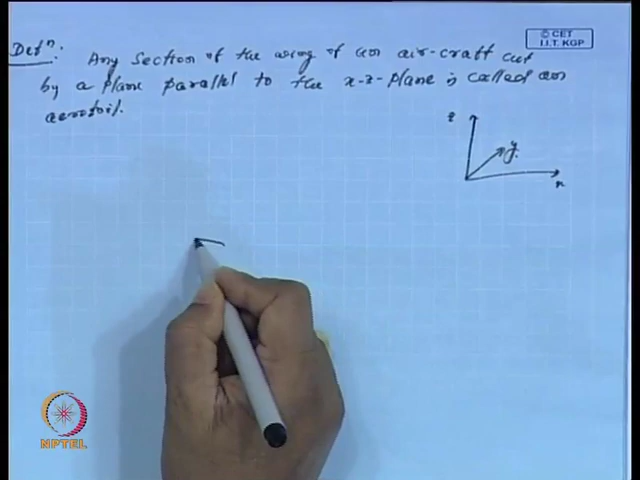 © CET
I.I.T. KGP
Defn: Any section of the wing of an air-craft cut
by a plane parallel to the x-z-plane is called an
aerofoil.
z
y
x
NPTEL